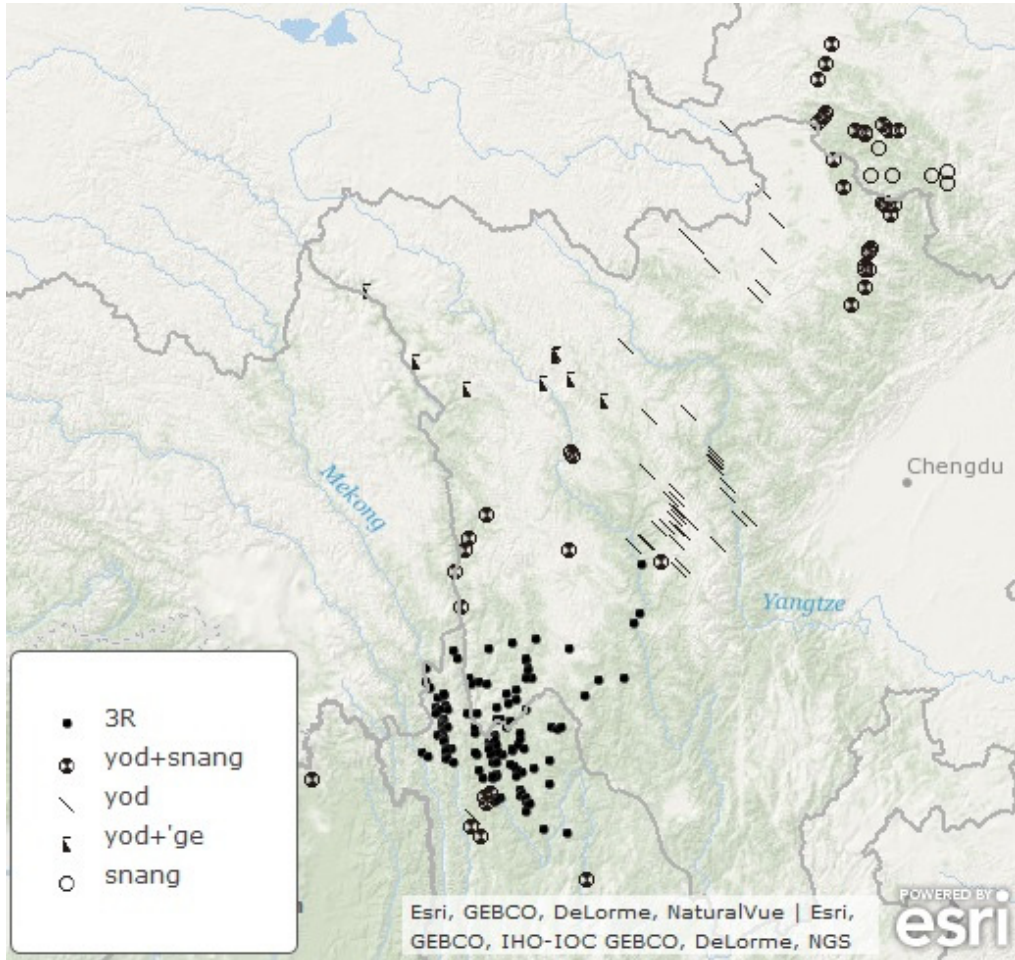 Chengdu
Mekong
Yangtze
3R
yod+snang
yod
yod+'ge
snang
Esri, GEBCO, DeLorme, NaturalVue | Esri,
GEBCO, IHO-IOC GEBCO, DeLorme, NGS
POWERED BY
esri